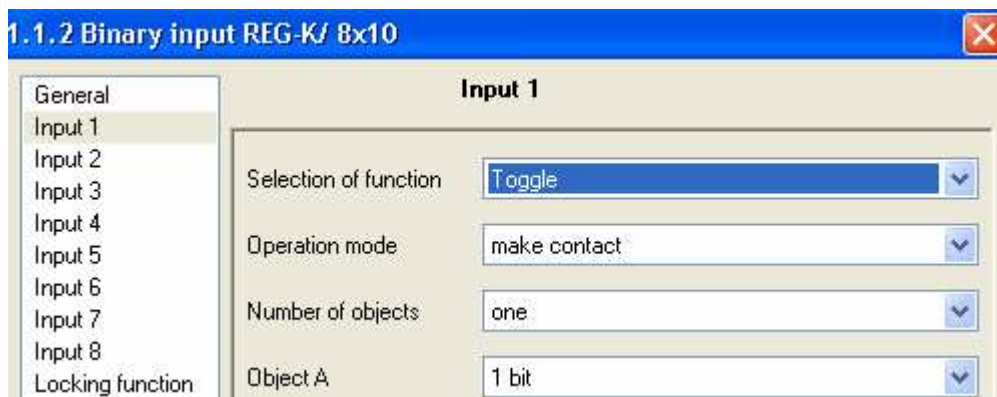 1.1.2 Binary input REG-K/ 8x10
General
Input 1
Input 2
Input 3
Input 4
Input 5
Input 6
Input 7
Input 8
Locking function
Input 1
Selection of function Toggle
Operation mode make contact
Number of objects one
Object A 1 bit